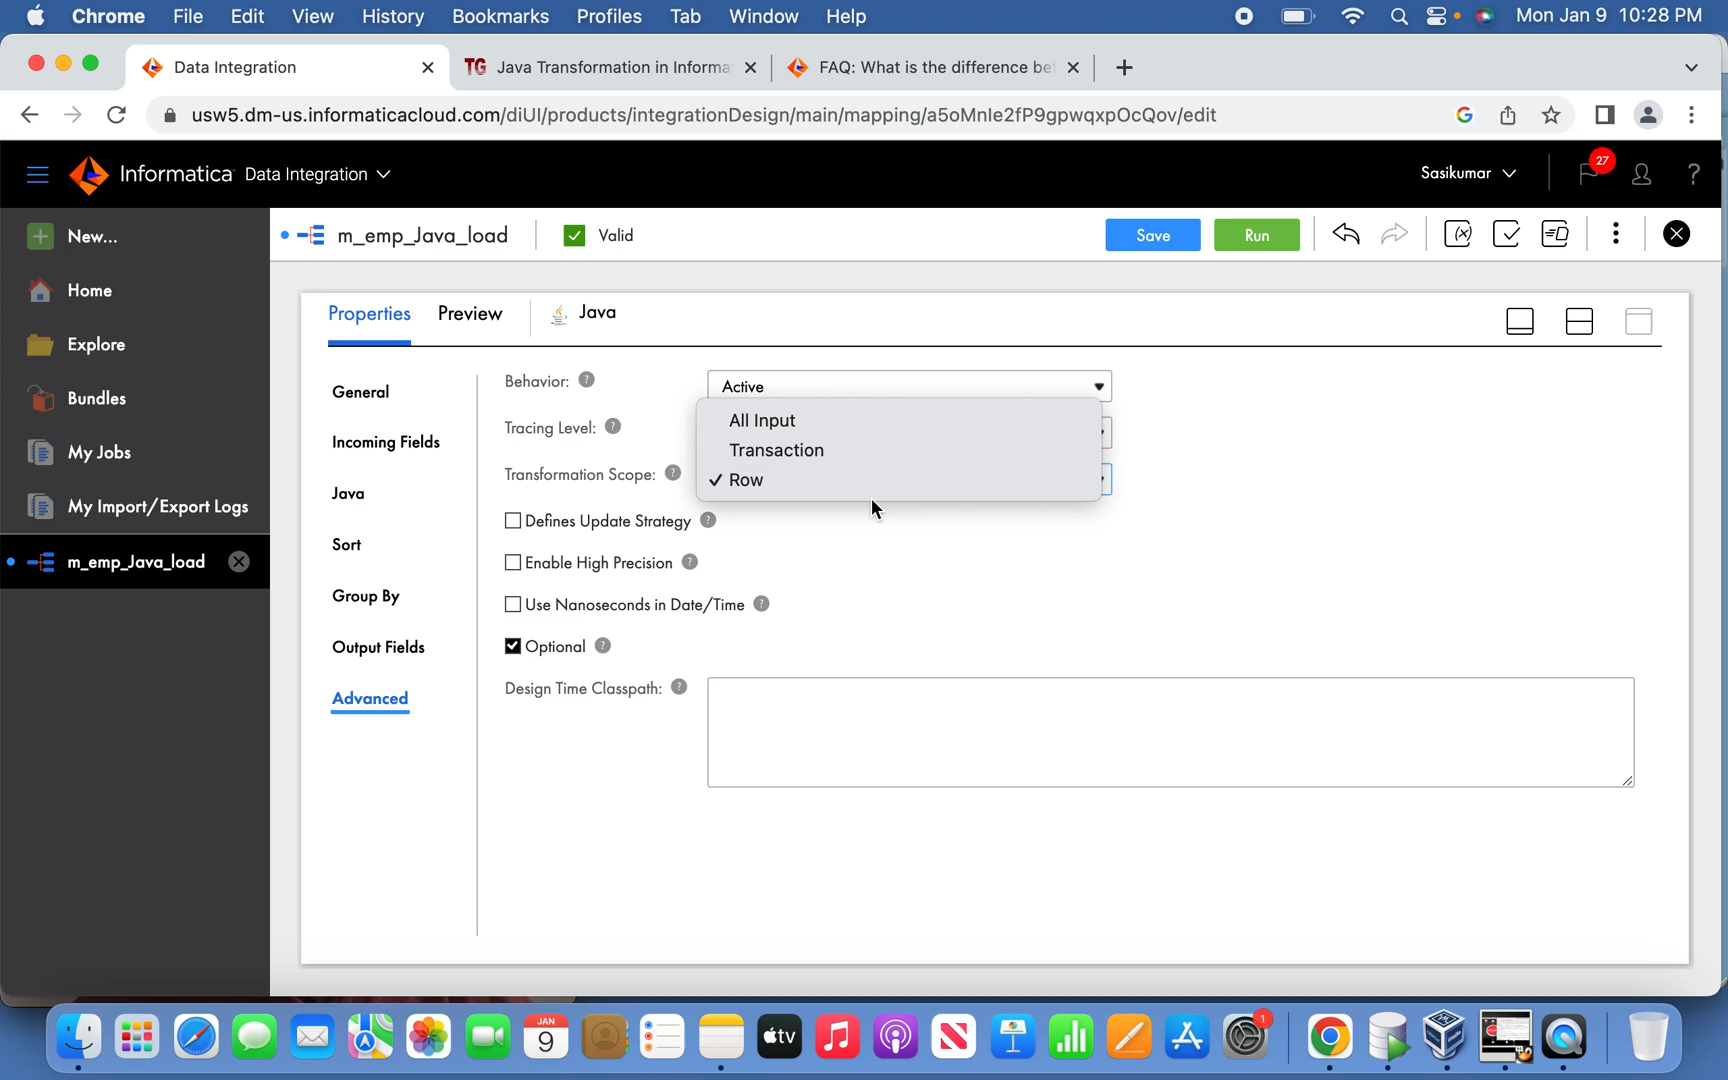 Chrome File Edit View History Bookmarks Profiles Tab Window Help Mon Jan 9 10:28 PM
Data Integration TG Java Transformation in Informa FAQ: What is the difference be
usw5.dm-us.informaticacloud.com/diUI/products/integrationDesign/main/mapping/a5oMnIe2fP9gpwqxpOcQov/edit
Informatica Data Integration Sasikumar 27 ?
New... m_emp_Java_load Valid Save Run
Home
Explore
Bundles
My Jobs
My Import/Export Logs
m_emp_Java_load
Properties Preview Java
General
Incoming Fields
Java
Sort
Group By
Output Fields
Advanced
Behavior: ? Active
Tracing Level: ?
Transformation Scope: ?
All Input
Transaction
✓ Row
Defines Update Strategy ?
Enable High Precision ?
Use Nanoseconds in Date/Time ?
Optional ?
Design Time Classpath: ?
JAN
9
tv
1